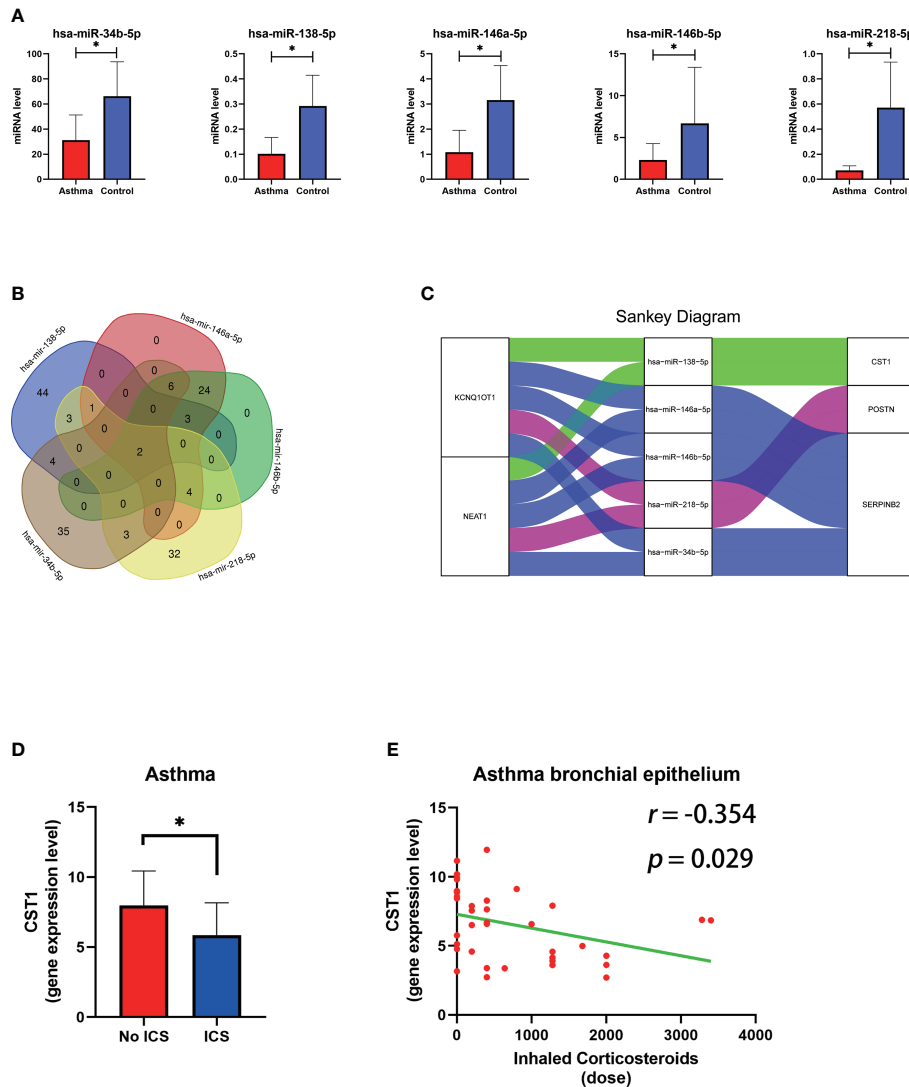 A
hsa-miR-34b-5p
hsa-miR-138-5p
hsa-miR-146a-5p
hsa-miR-146b-5p
hsa-miR-218-5p
* * * * *
miRNA level
100
80
60
40
20
0
Asthma Control
miRNA level
0.5
0.4
0.3
0.2
0.1
0.0
Asthma Control
miRNA level
5
4
3
2
1
0
Asthma Control
miRNA level
15
10
5
0
Asthma Control
miRNA level
0.8
0.6
0.4
0.2
0.0
Asthma Control
B
hsa-mir-138-5p
hsa-mir-146a-5p
hsa-mir-146b-5p
hsa-mir-218-5p
hsa-mir-34b-5p
0
0 0
44 0 6 24
3 1 0 0 3 0
0 0
4 0 2 0 0
0 0 0 0 4 0
0 0 0
35 3 0
32
C
Sankey Diagram
KCNQ1OT1
NEAT1
hsa−miR−138−5p
hsa−miR−146a−5p
hsa−miR−146b−5p
hsa−miR−218−5p
hsa−miR−34b−5p
CST1
POSTN
SERPINB2
D
Asthma
*
CST1
(gene expression level)
15
10
5
0
No ICS ICS
E
Asthma bronchial epithelium
r = -0.354
p = 0.029
CST1
(gene expression level)
15
10
5
0
0 1000 2000 3000 4000
Inhaled Corticosteroids
(dose)